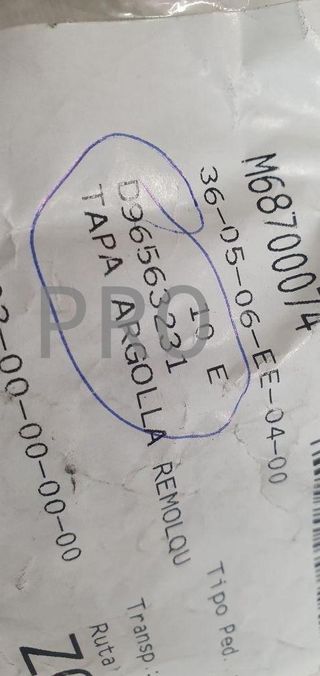 M68700074
36-05-06-EE-04-00
10 E
D96563231
TAPA ARGOLLA REMOLQU
-00-00-00-00
Tipo Ped.
Transp.:
Ruta
PRO